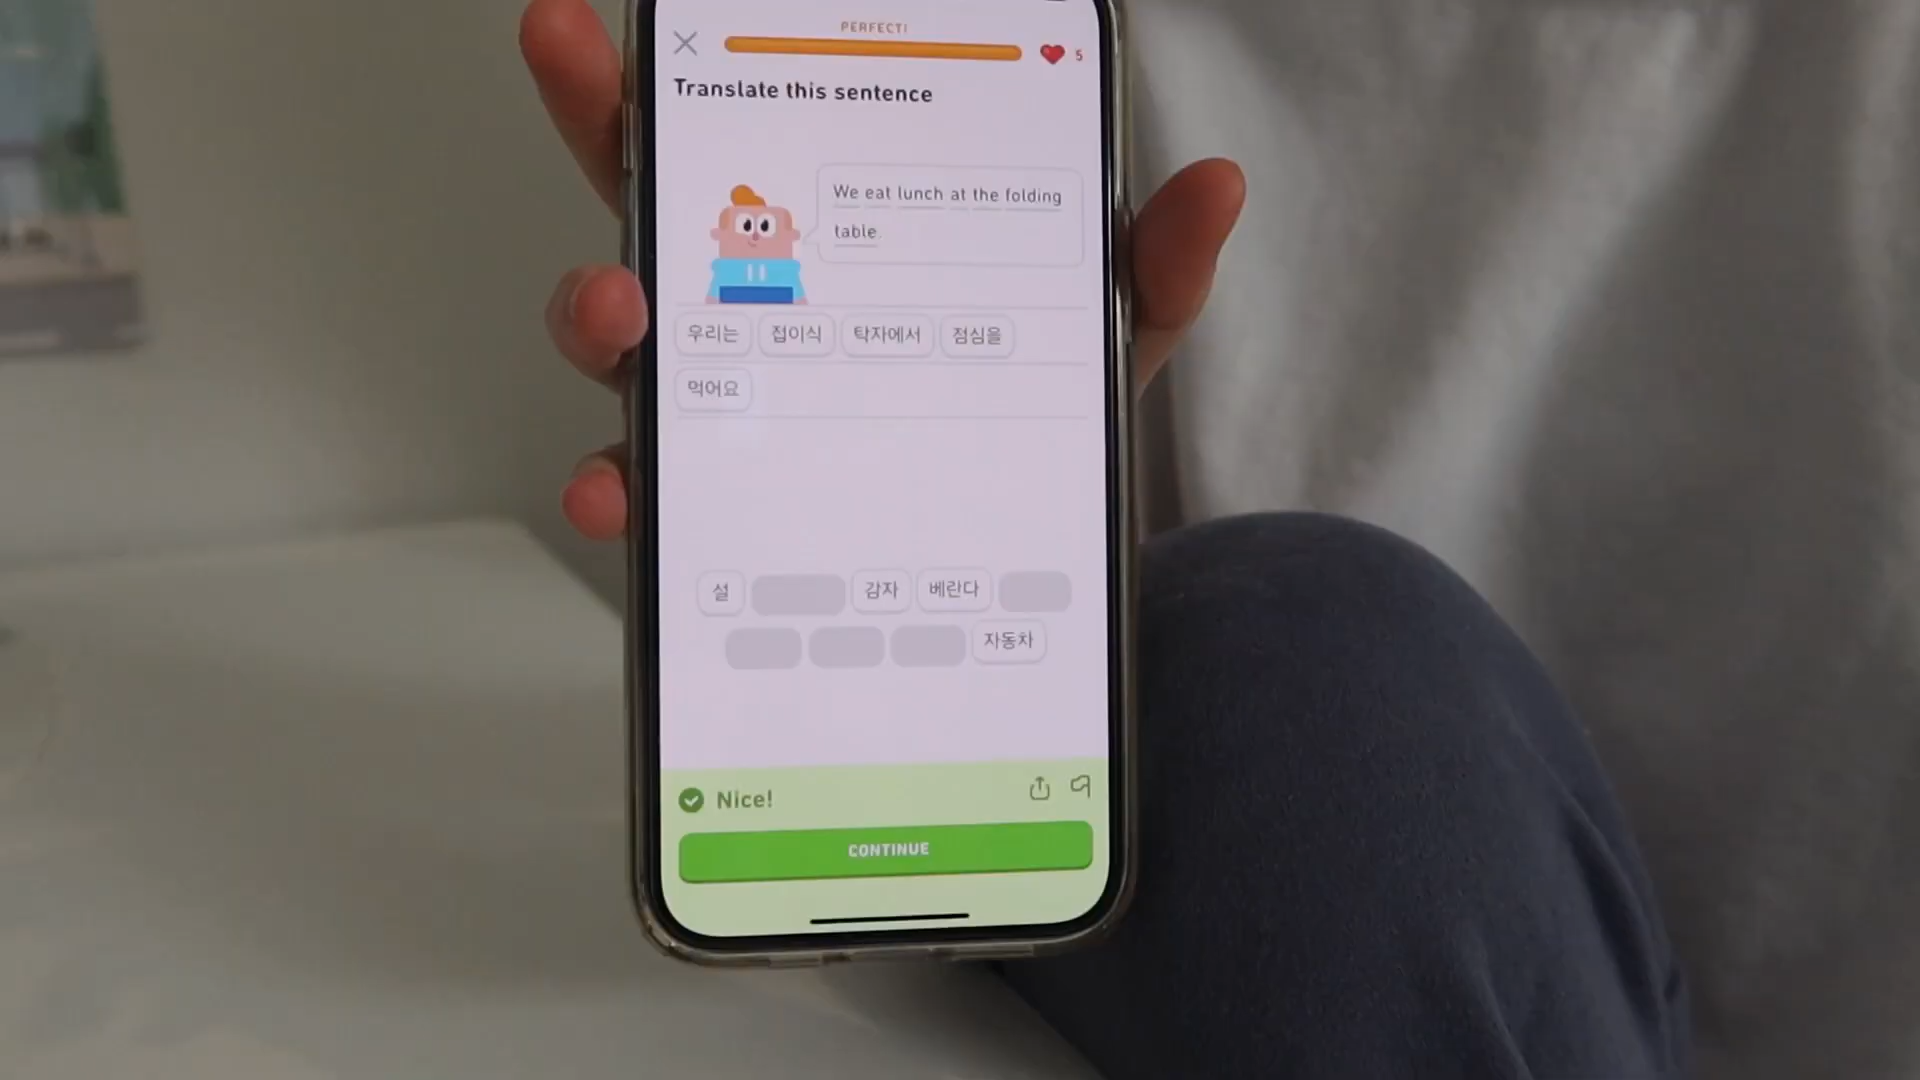 PERFECT!
5
Translate this sentence
We eat lunch at the folding
table.
우리는 접이식 탁자에서 점심을
먹어요
설 감자 베란다
자동차
Nice!
CONTINUE